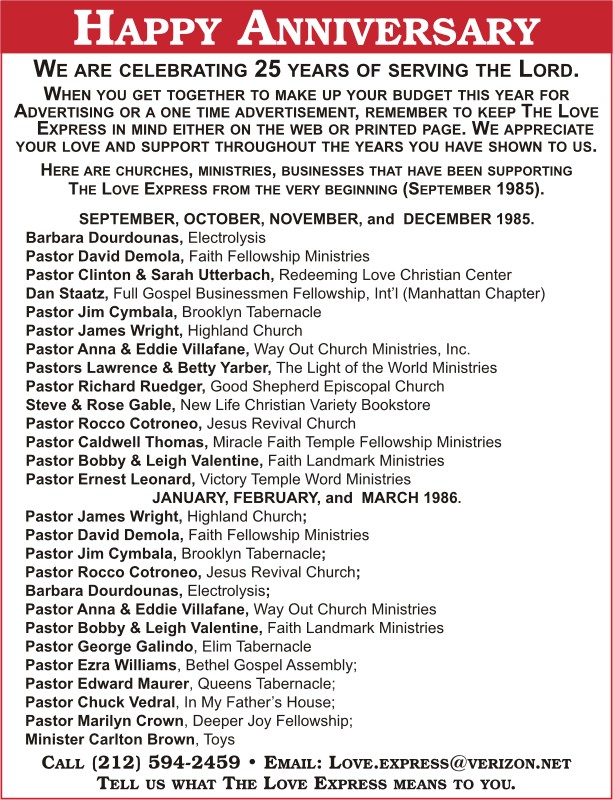 HAPPY ANNIVERSARY
WE ARE CELEBRATING 25 YEARS OF SERVING THE LORD.
WHEN YOU GET TOGETHER TO MAKE UP YOUR BUDGET THIS YEAR FOR
ADVERTISING OR A ONE TIME ADVERTISEMENT, REMEMBER TO KEEP THE LOVE
EXPRESS IN MIND EITHER ON THE WEB OR PRINTED PAGE. WE APPRECIATE
YOUR LOVE AND SUPPORT THROUGHOUT THE YEARS YOU HAVE SHOWN TO US.
HERE ARE CHURCHES, MINISTRIES, BUSINESSES THAT HAVE BEEN SUPPORTING
THE LOVE EXPRESS FROM THE VERY BEGINNING (SEPTEMBER 1985).
SEPTEMBER, OCTOBER, NOVEMBER, and DECEMBER 1985.
Barbara Dourdounas, Electrolysis
Pastor David Demola, Faith Fellowship Ministries
Pastor Clinton & Sarah Utterbach, Redeeming Love Christian Center
Dan Staatz, Full Gospel Businessmen Fellowship, Int'l (Manhattan Chapter)
Pastor Jim Cymbala, Brooklyn Tabernacle
Pastor James Wright, Highland Church
Pastor Anna & Eddie Villafane, Way Out Church Ministries, Inc.
Pastors Lawrence & Betty Yarber, The Light of the World Ministries
Pastor Richard Ruedger, Good Shepherd Episcopal Church
Steve & Rose Gable, New Life Christian Variety Bookstore
Pastor Rocco Cotroneo, Jesus Revival Church
Pastor Caldwell Thomas, Miracle Faith Temple Fellowship Ministries
Pastor Bobby & Leigh Valentine, Faith Landmark Ministries
Pastor Ernest Leonard, Victory Temple Word Ministries
JANUARY, FEBRUARY, and MARCH 1986.
Pastor James Wright, Highland Church;
Pastor David Demola, Faith Fellowship Ministries
Pastor Jim Cymbala, Brooklyn Tabernacle;
Pastor Rocco Cotroneo, Jesus Revival Church;
Barbara Dourdounas, Electrolysis;
Pastor Anna & Eddie Villafane, Way Out Church Ministries
Pastor Bobby & Leigh Valentine, Faith Landmark Ministries
Pastor George Galindo, Elim Tabernacle
Pastor Ezra Williams, Bethel Gospel Assembly;
Pastor Edward Maurer, Queens Tabernacle;
Pastor Chuck Vedral, In My Father's House;
Pastor Marilyn Crown, Deeper Joy Fellowship;
Minister Carlton Brown, Toys
CALL (212) 594-2459 • EMAIL: LOVE.EXPRESS@VERIZON.NET
TELL US WHAT THE LOVE EXPRESS MEANS TO YOU.